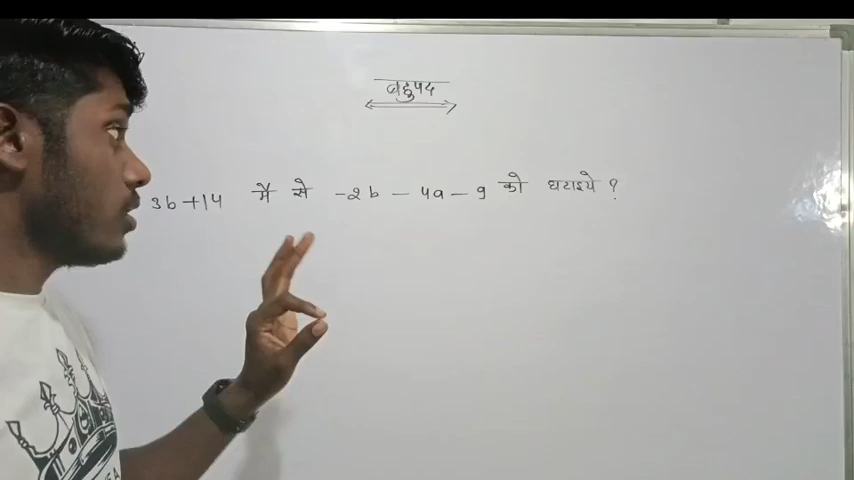 बहुपद
3b+14 में से -2b - 4a - 9 को घटाइये ?